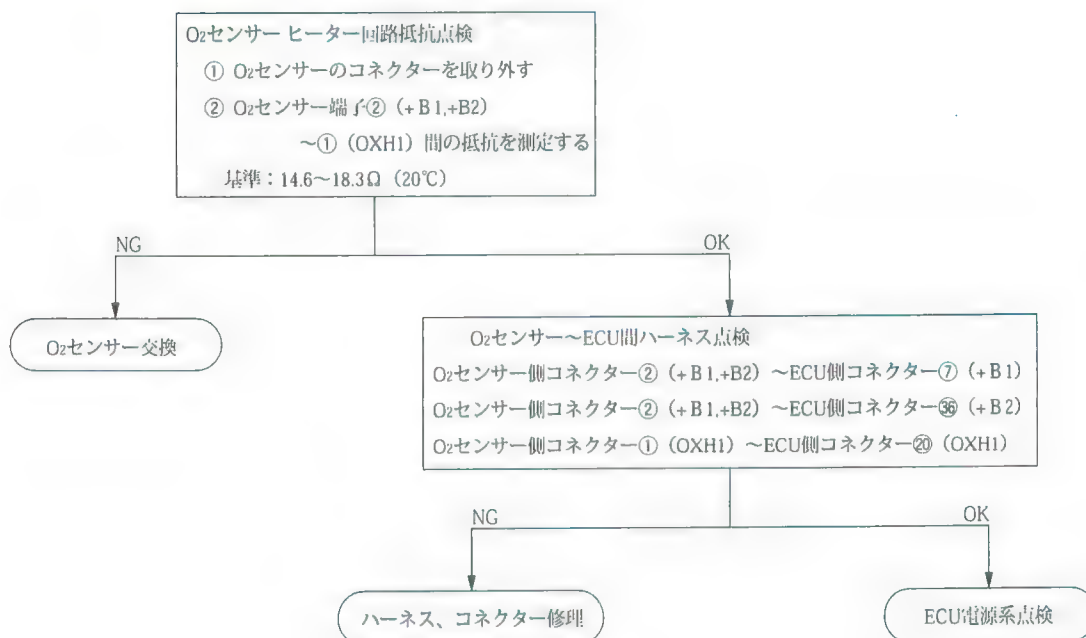 O2センサー ヒーター回路抵抗点検
① O2センサーのコネクターを取り外す
② O2センサー端子② (+B1,+B2)
～① (OXH1) 間の抵抗を測定する
基準：14.6～18.3Ω (20℃)
NG
OK
O2センサー交換
O2センサー～ECU間ハーネス点検
O2センサー側コネクター② (+B1,+B2) ～ECU側コネクター⑦ (+B1)
O2センサー側コネクター② (+B1,+B2) ～ECU側コネクター㊱ (+B2)
O2センサー側コネクター① (OXH1) ～ECU側コネクター⑳ (OXH1)
NG
OK
ハーネス、コネクター修理
ECU電源系点検